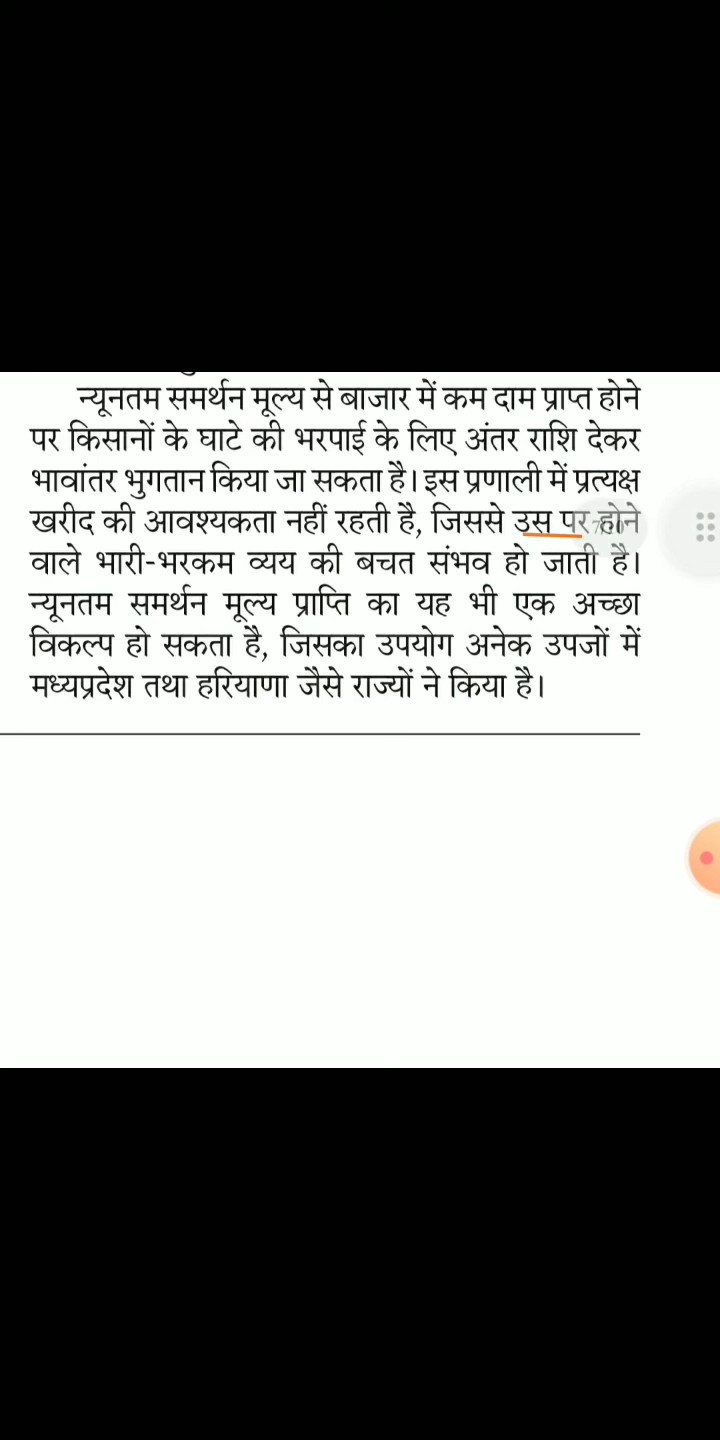 न्यूनतम समर्थन मूल्य से बाजार में कम दाम प्राप्त होने
पर किसानों के घाटे की भरपाई के लिए अंतर राशि देकर
भावांतर भुगतान किया जा सकता है। इस प्रणाली में प्रत्यक्ष
खरीद की आवश्यकता नहीं रहती है, जिससे उस पर होने
वाले भारी-भरकम व्यय की बचत संभव हो जाती है।
न्यूनतम समर्थन मूल्य प्राप्ति का यह भी एक अच्छा
विकल्प हो सकता है, जिसका उपयोग अनेक उपजों में
मध्यप्रदेश तथा हरियाणा जैसे राज्यों ने किया है।